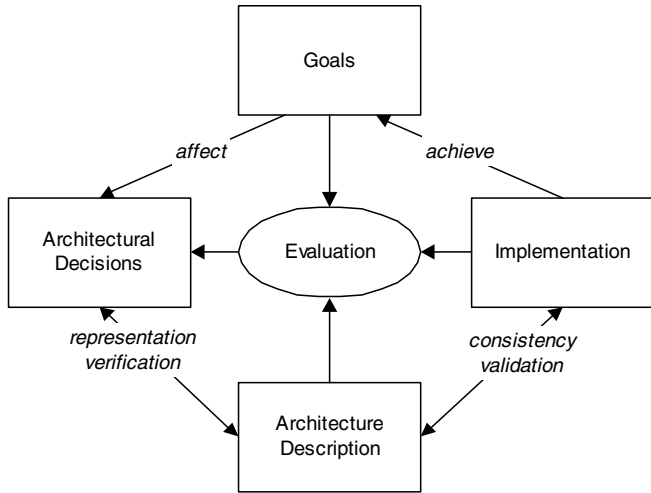 Goals
affect
achieve
Architectural
Decisions
Evaluation
Implementation
representation
verification
consistency
validation
Architecture
Description